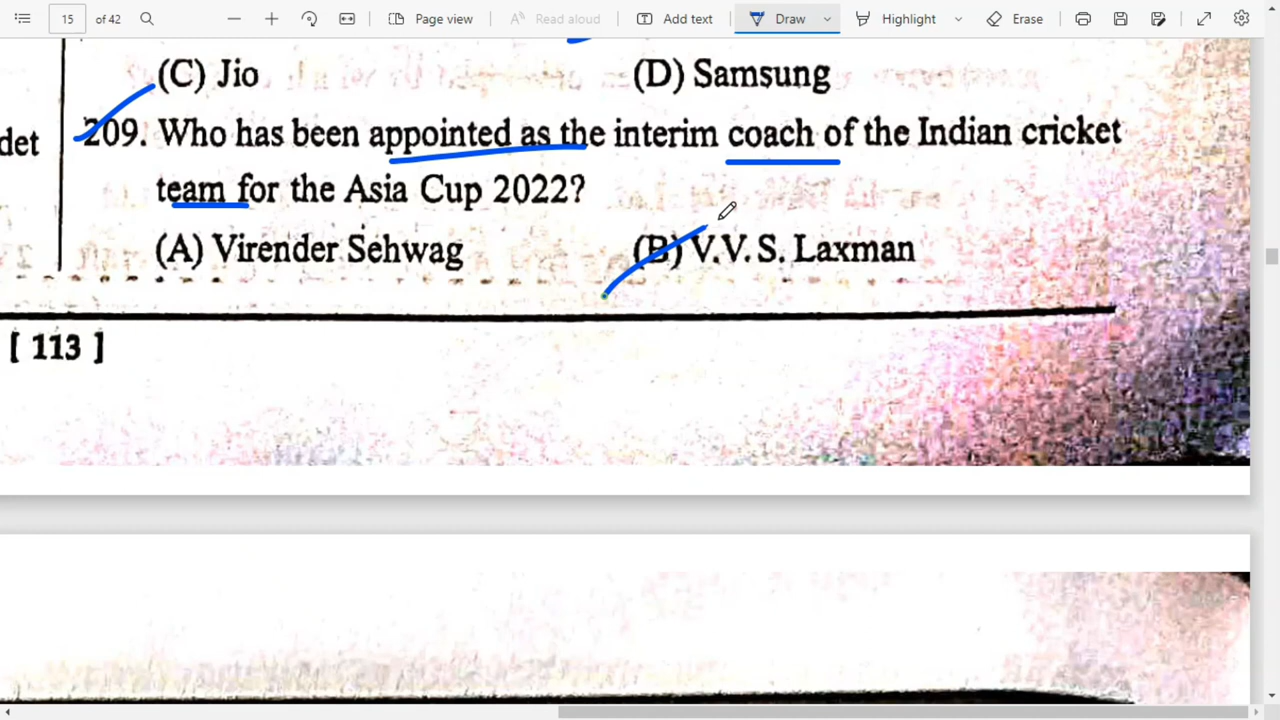 15 of 42 Page view Read aloud Add text Draw Highlight Erase
(C) Jio (D) Samsung
det 209. Who has been appointed as the interim coach of the Indian cricket
team for the Asia Cup 2022?
(A) Virender Sehwag (B) V.V.S. Laxman
[ 113 ]